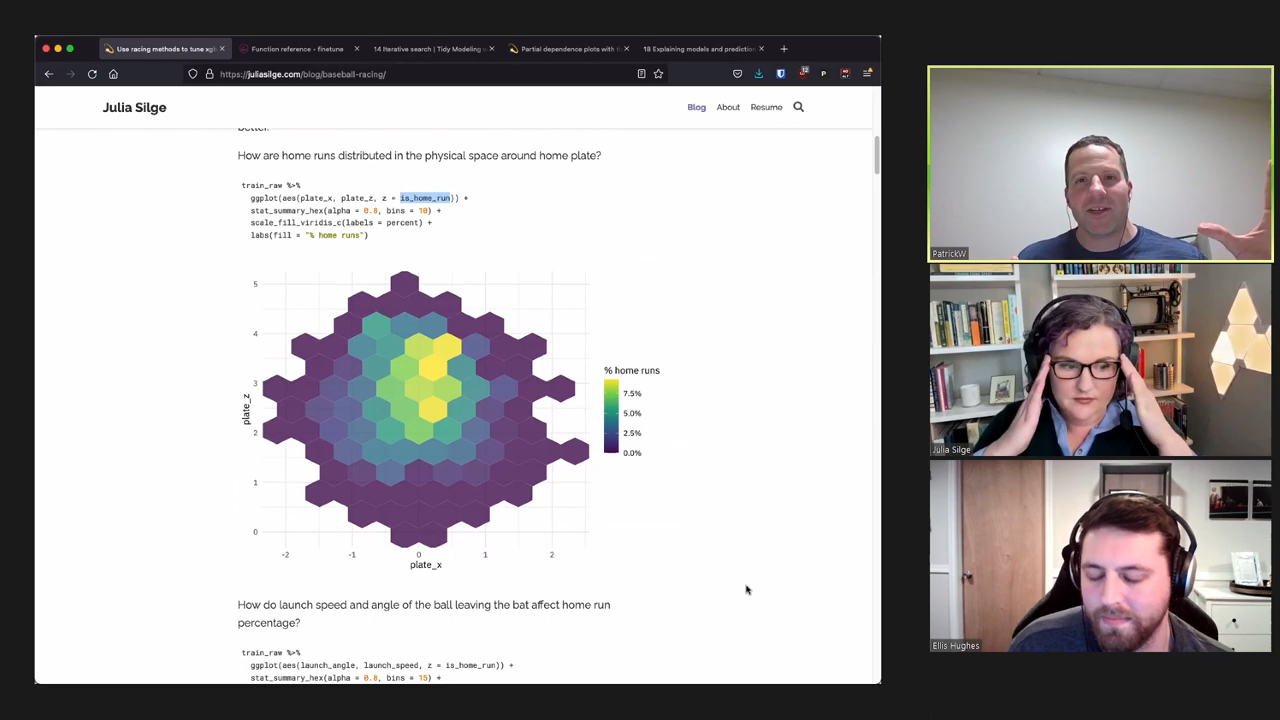 Use racing methods to tune xgb
Function reference • finetune
14 Iterative search | Tidy Modeling w
Partial dependence plots with ti
18 Explaining models and prediction
https://juliasilge.com/blog/baseball-racing/
12
P
Julia Silge
Blog
About
Resume
better.
How are home runs distributed in the physical space around home plate?
train_raw %>%
ggplot(aes(plate_x, plate_z, z = is_home_run)) +
stat_summary_hex(alpha = 0.8, bins = 10) +
scale_fill_viridis_c(labels = percent) +
labs(fill = "% home runs")
5
4
3
2
1
0
plate_z
-2
-1
0
1
2
plate_x
% home runs
7.5%
5.0%
2.5%
0.0%
How do launch speed and angle of the ball leaving the bat affect home run
percentage?
train_raw %>%
ggplot(aes(launch_angle, launch_speed, z = is_home_run)) +
stat_summary_hex(alpha = 0.8, bins = 15) +
PatrickW
Julia Silge
Ellis Hughes